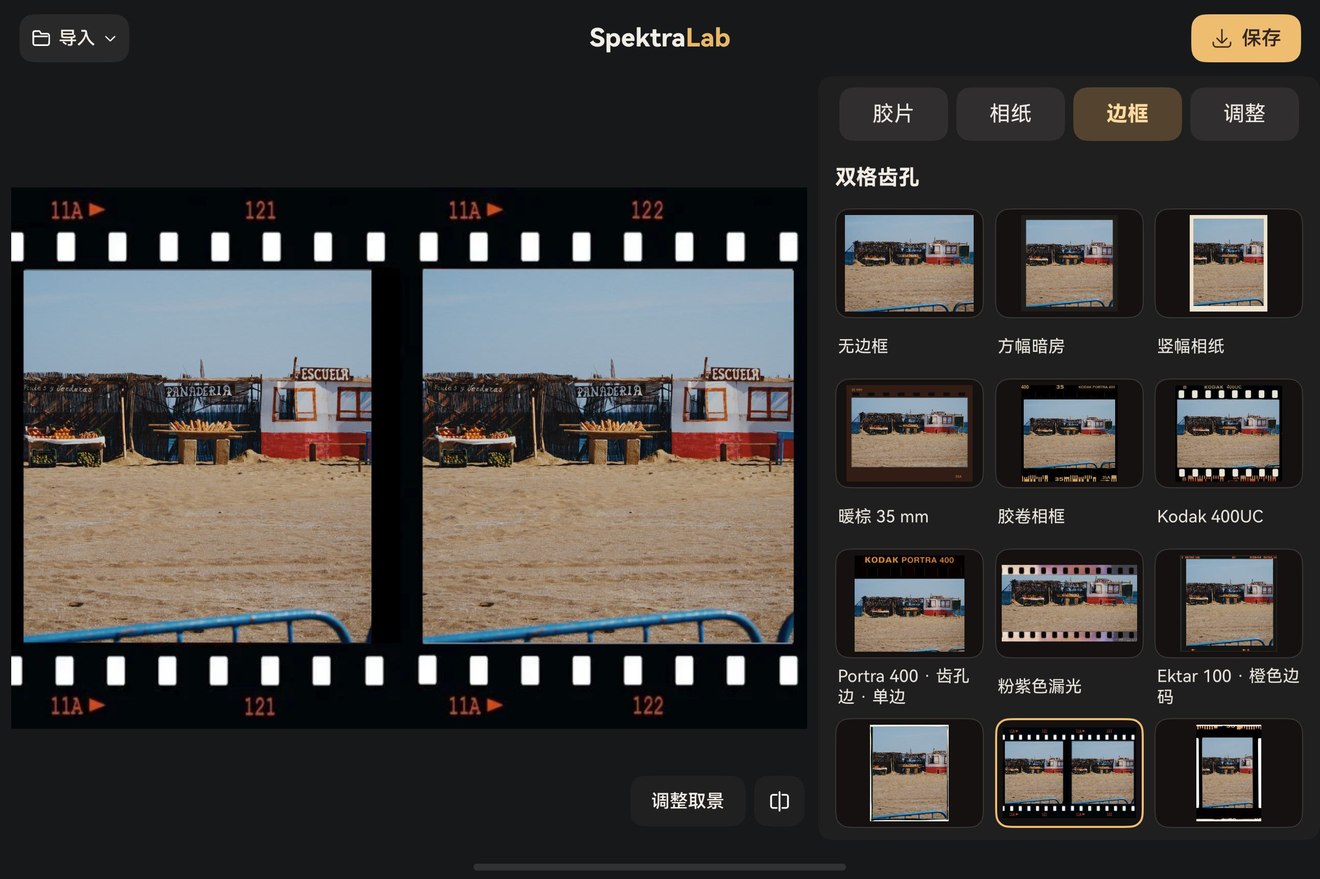 导入
SpektraLab
保存
胶片
相纸
边框
调整
双格齿孔
11A 121 11A 122
PANADERIA
ESCUELA
PANADERIA
ESCUELA
11A 121 11A 122
无边框
方幅暗房
竖幅相纸
暖棕 35 mm
胶卷相框
Kodak 400UC
KODAK PORTRA 400
Portra 400 · 齿孔
边 · 单边
粉紫色漏光
Ektar 100 · 橙色边
码
调整取景